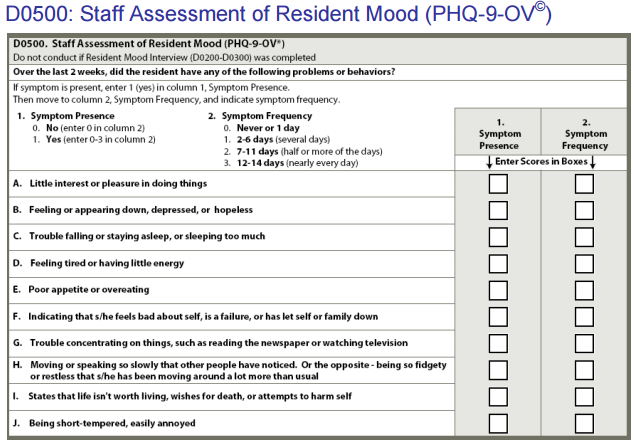 D0500: Staff Assessment of Resident Mood (PHQ-9-OV©)
D0500. Staff Assessment of Resident Mood (PHQ-9-OV*)
Do not conduct if Resident Mood Interview (D0200-D0300) was completed
Over the last 2 weeks, did the resident have any of the following problems or behaviors?
If symptom is present, enter 1 (yes) in column 1, Symptom Presence.
Then move to column 2, Symptom Frequency, and indicate symptom frequency.
1. Symptom Presence
0. No (enter 0 in column 2)
1. Yes (enter 0-3 in column 2)
2. Symptom Frequency
0. Never or 1 day
1. 2-6 days (several days)
2. 7-11 days (half or more of the days)
3. 12-14 days (nearly every day)
1.
Symptom
Presence
2.
Symptom
Frequency
↓ Enter Scores in Boxes ↓
A. Little interest or pleasure in doing things
B. Feeling or appearing down, depressed, or hopeless
C. Trouble falling or staying asleep, or sleeping too much
D. Feeling tired or having little energy
E. Poor appetite or overeating
F. Indicating that s/he feels bad about self, is a failure, or has let self or family down
G. Trouble concentrating on things, such as reading the newspaper or watching television
H. Moving or speaking so slowly that other people have noticed. Or the opposite - being so fidgety
or restless that s/he has been moving around a lot more than usual
I. States that life isn't worth living, wishes for death, or attempts to harm self
J. Being short-tempered, easily annoyed